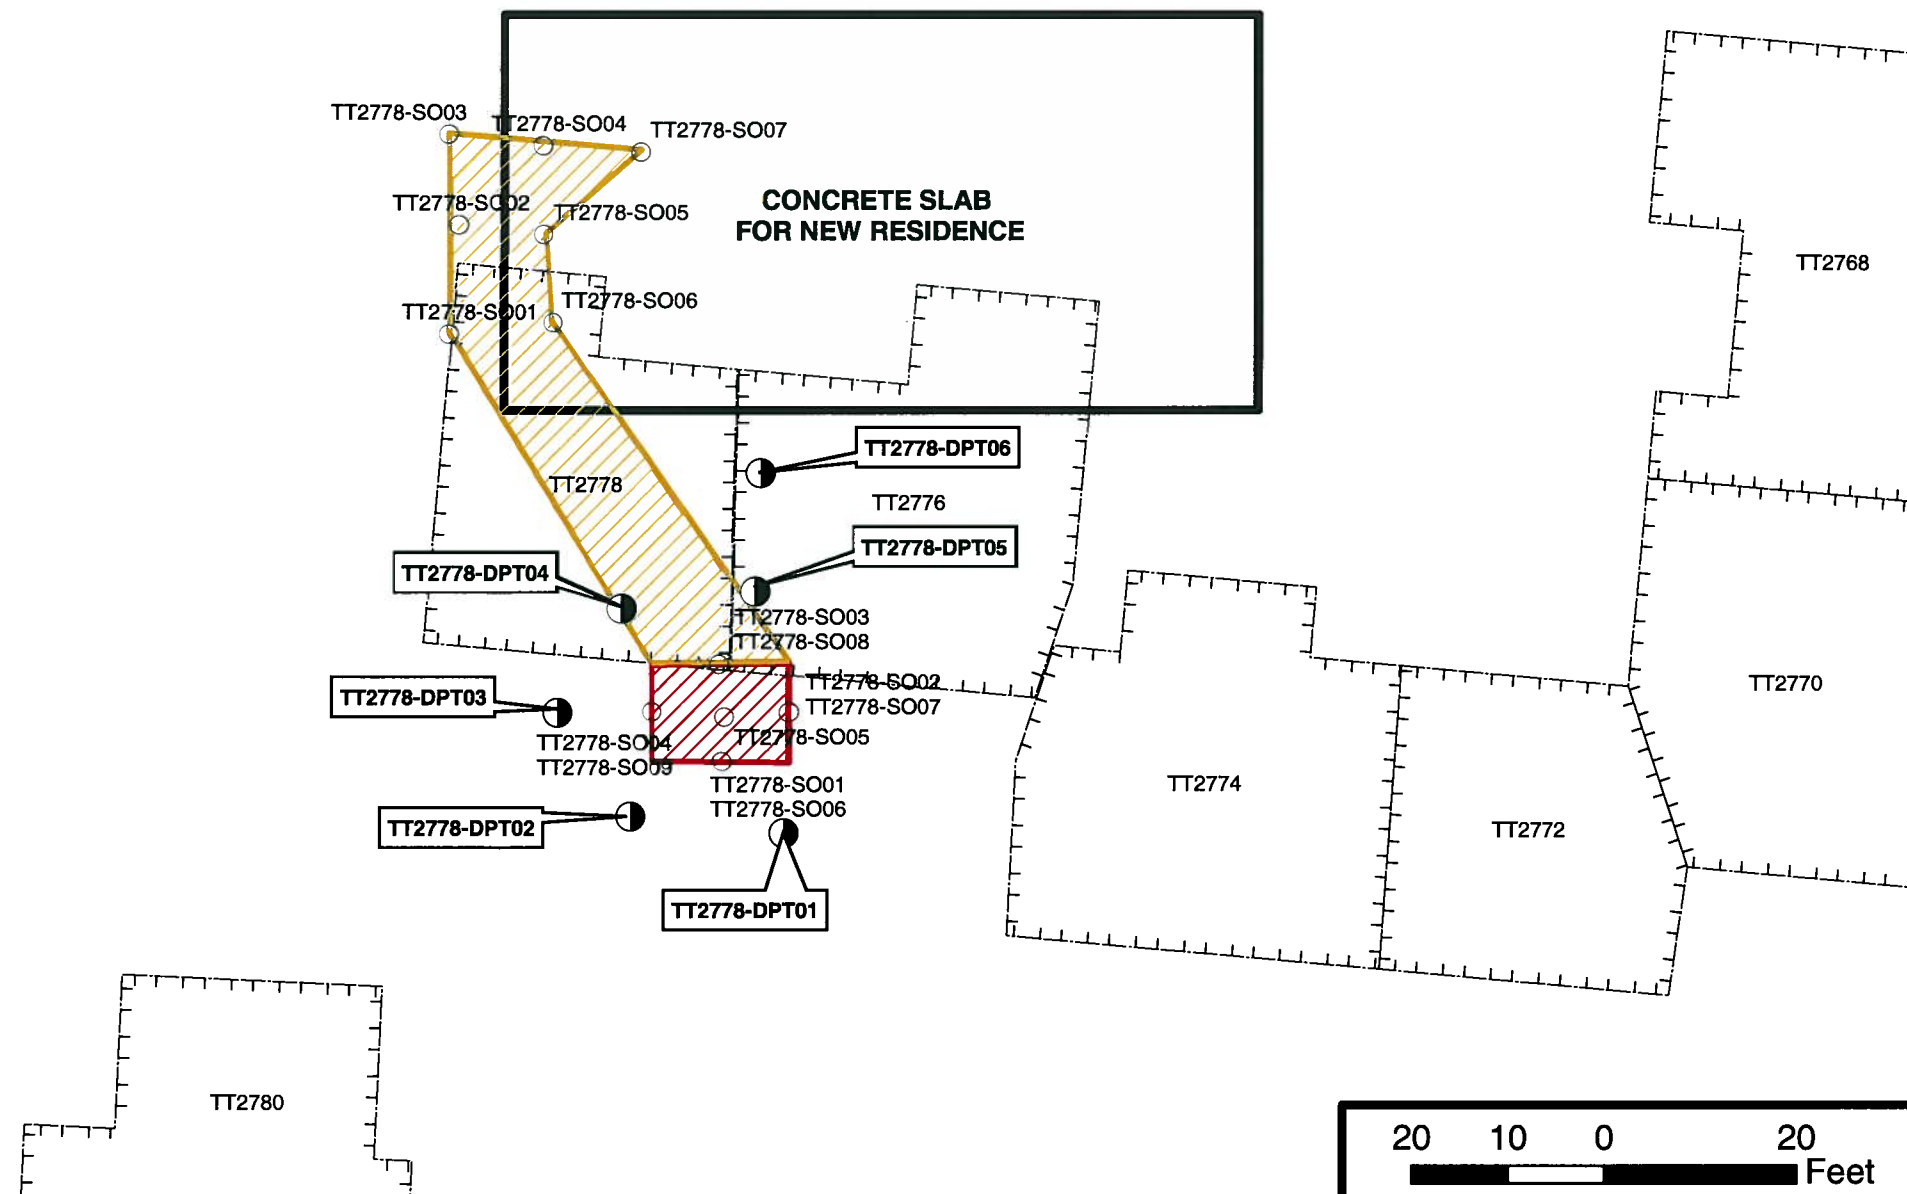 TT2778-SO03
TT2778-SO04
TT2778-SO07
CONCRETE SLAB
FOR NEW RESIDENCE
TT2778-SO02
TT2778-SO05
TT2768
TT2778-SO01
TT2778-SO06
TT2778-DPT06
TT2778
TT2776
TT2778-DPT05
TT2778-DPT04
TT2778-SO03
TT2778-SO08
TT2778-DPT03
TT2778-SO02
TT2778-SO07
TT2770
TT2778-SO04
TT2778-SO09
TT2778-SO05
TT2778-SO01
TT2778-SO06
TT2774
TT2778-DPT02
TT2772
TT2778-DPT01
TT2780
20 10 0 20
Feet